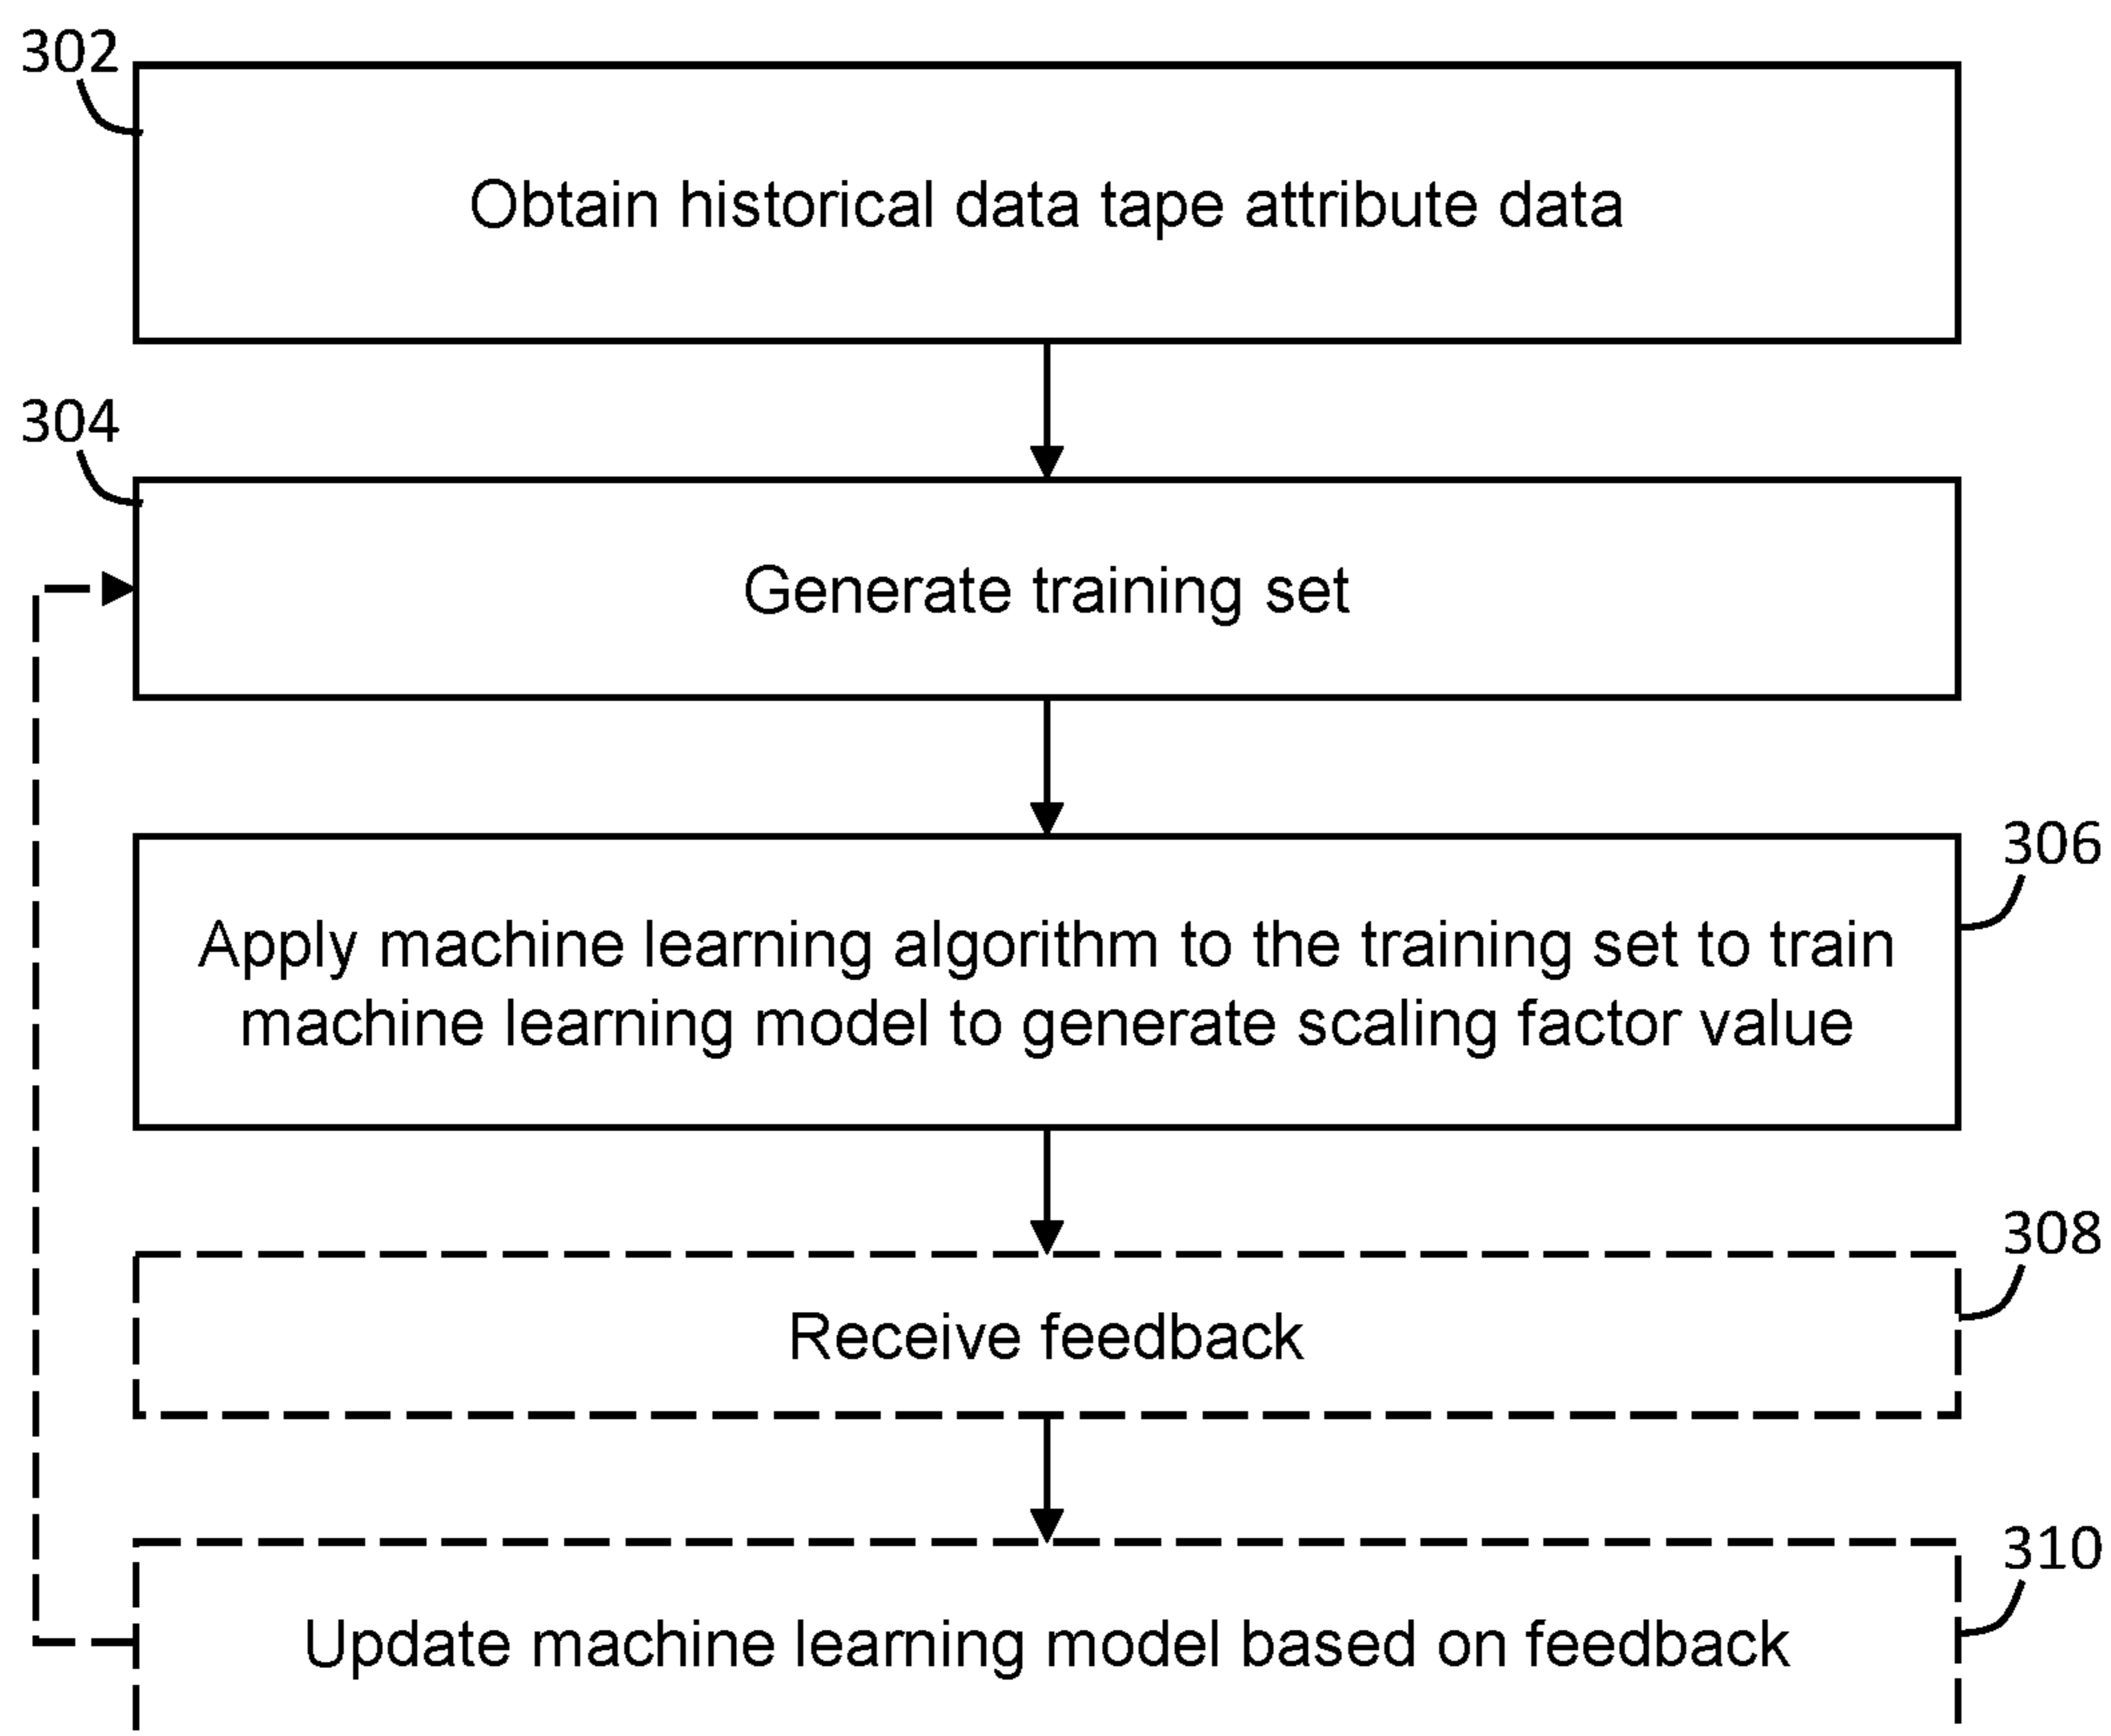 302
Obtain historical data tape attribute data
304
Generate training set
306
Apply machine learning algorithm to the training set to train
machine learning model to generate scaling factor value
308
Receive feedback
310
Update machine learning model based on feedback